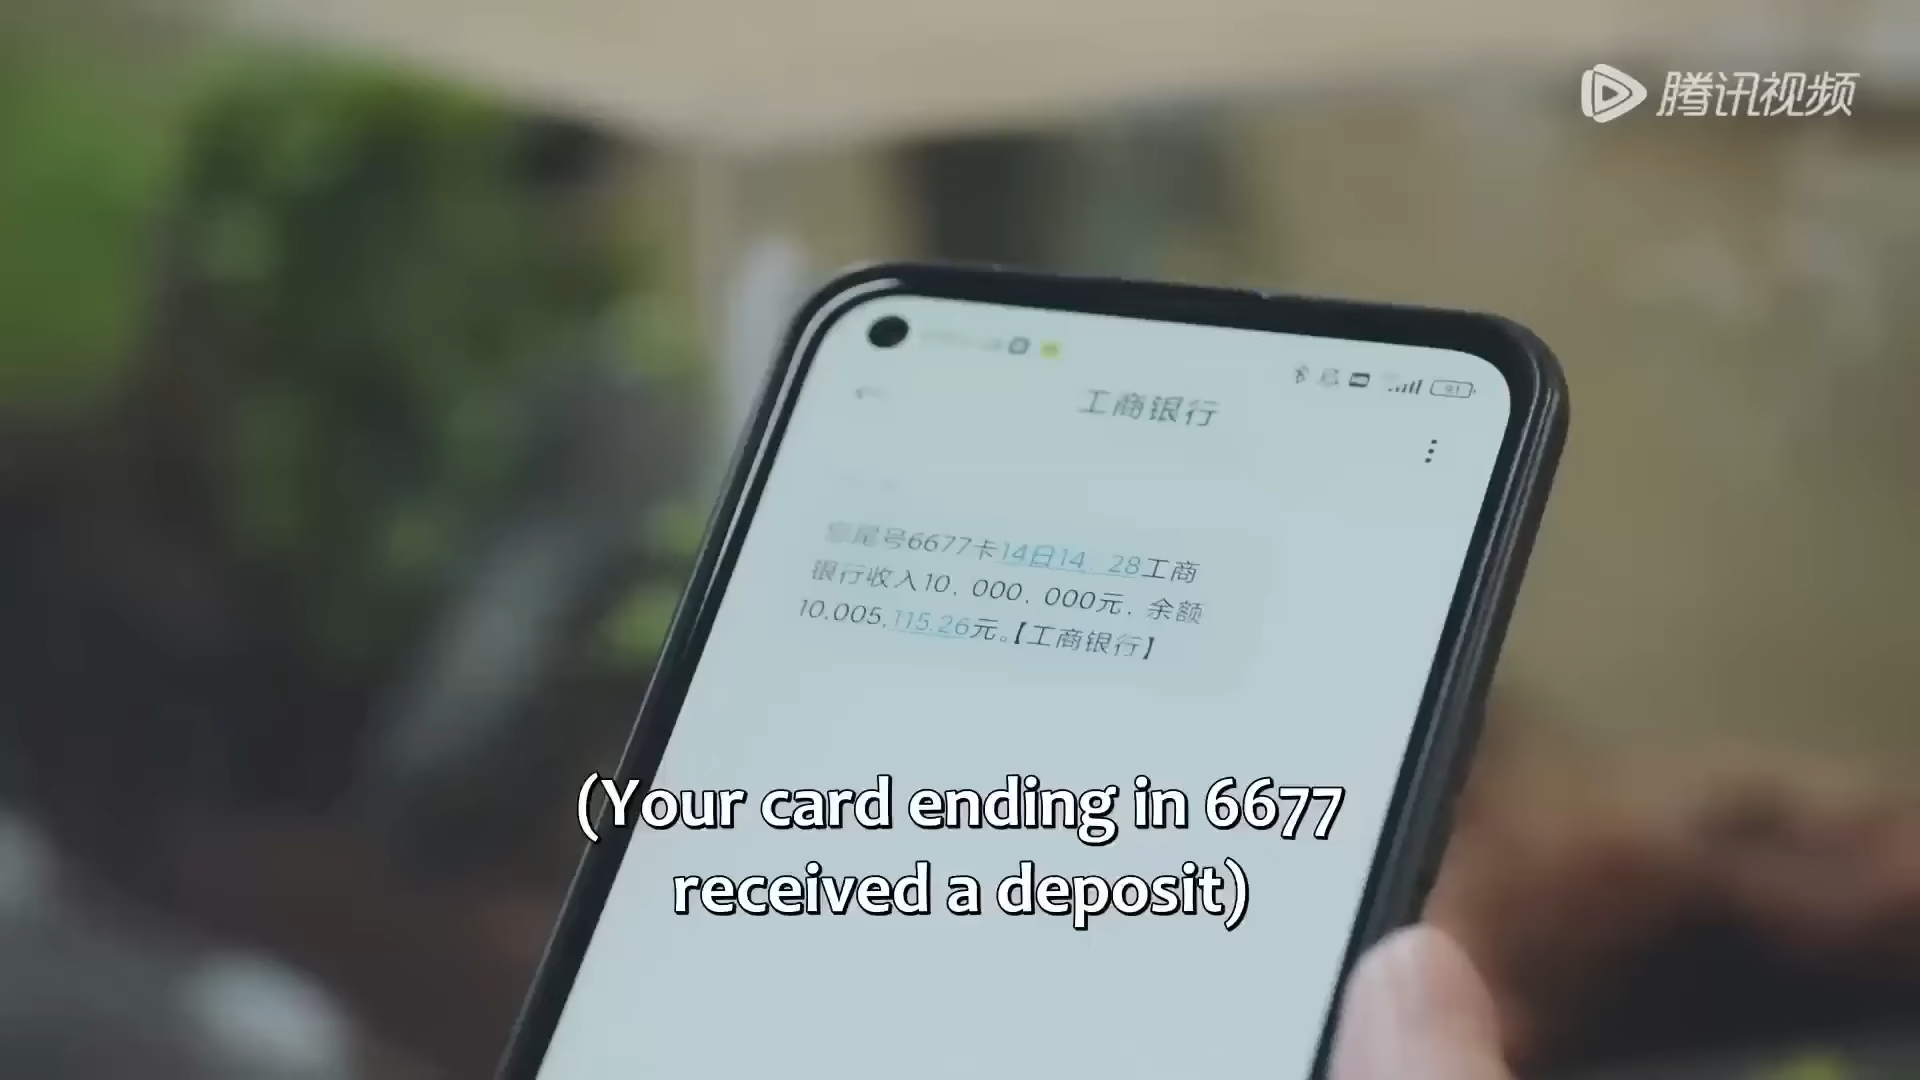 腾讯视频
91
工商银行
您尾号6677卡14日14:28工商
银行收入10,000,000元,余额
10,005,115.26元。【工商银行】
(Your card ending in 6677
received a deposit)